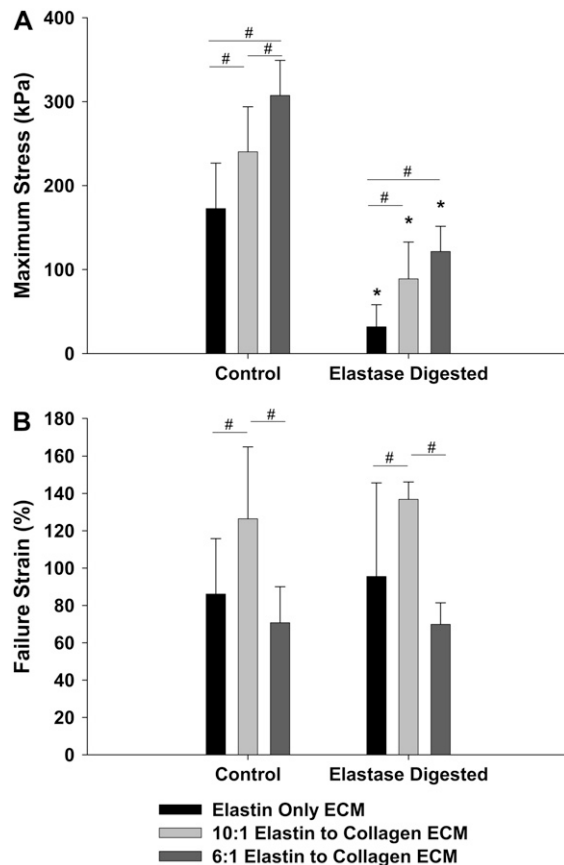 A
Maximum Stress (kPa)
400
300
200
100
0
#
#
#
#
#
*
*
*
Control
Elastase Digested
B
Failure Strain (%)
180
160
140
120
100
80
60
40
20
0
#
#
#
#
Control
Elastase Digested
Elastin Only ECM
10:1 Elastin to Collagen ECM
6:1 Elastin to Collagen ECM